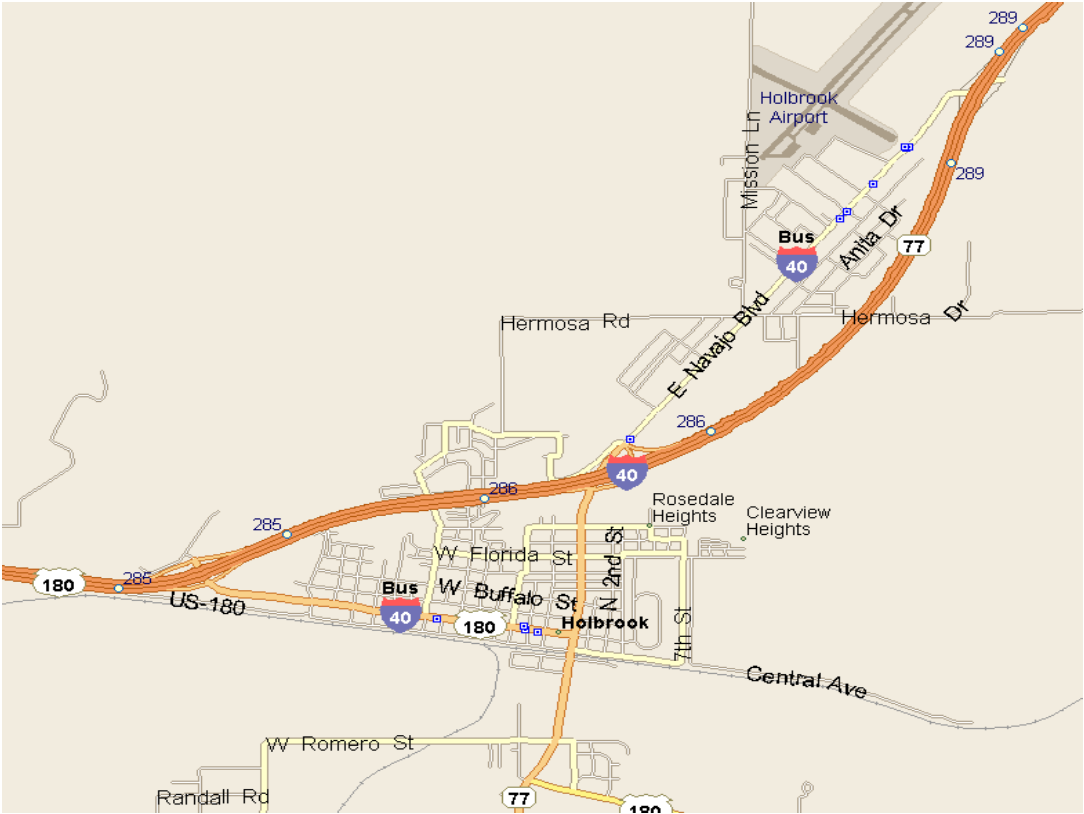 289
289
Holbrook
Airport
Mission Ln
289
Anita Dr
Bus
40
77
Hermosa Rd
E Navajo Blvd
Hermosa Dr
286
40
286
Rosedale
Heights
Clearview
Heights
285
W Florida St
N 2nd St
180
285
Bus
40
W Buffalo St
US-180
180
Holbrook
7th St
Central Ave
W Romero St
Randall Rd
77
180